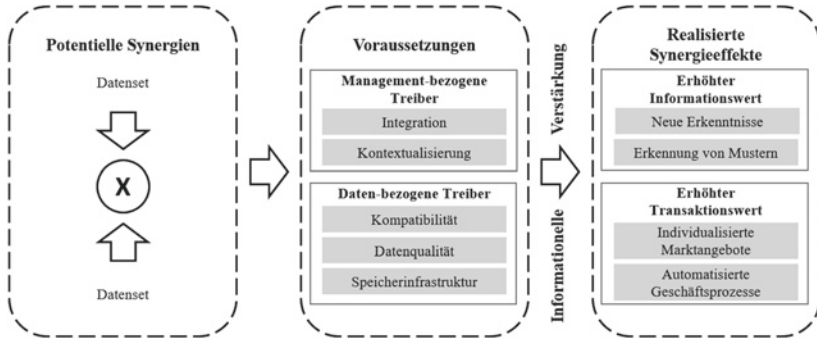 Potentielle Synergien
Datenset
X
Datenset
Voraussetzungen
Management-bezogene
Treiber
Integration
Kontextualisierung
Daten-bezogene Treiber
Kompatibilität
Datenqualität
Speicherinfrastruktur
Informationelle Verstärkung
Realisierte
Synergieeffekte
Erhöhter
Informationswert
Neue Erkenntnisse
Erkennung von Mustern
Erhöhter
Transaktionswert
Individualisierte
Marktangebote
Automatisierte
Geschäftsprozesse